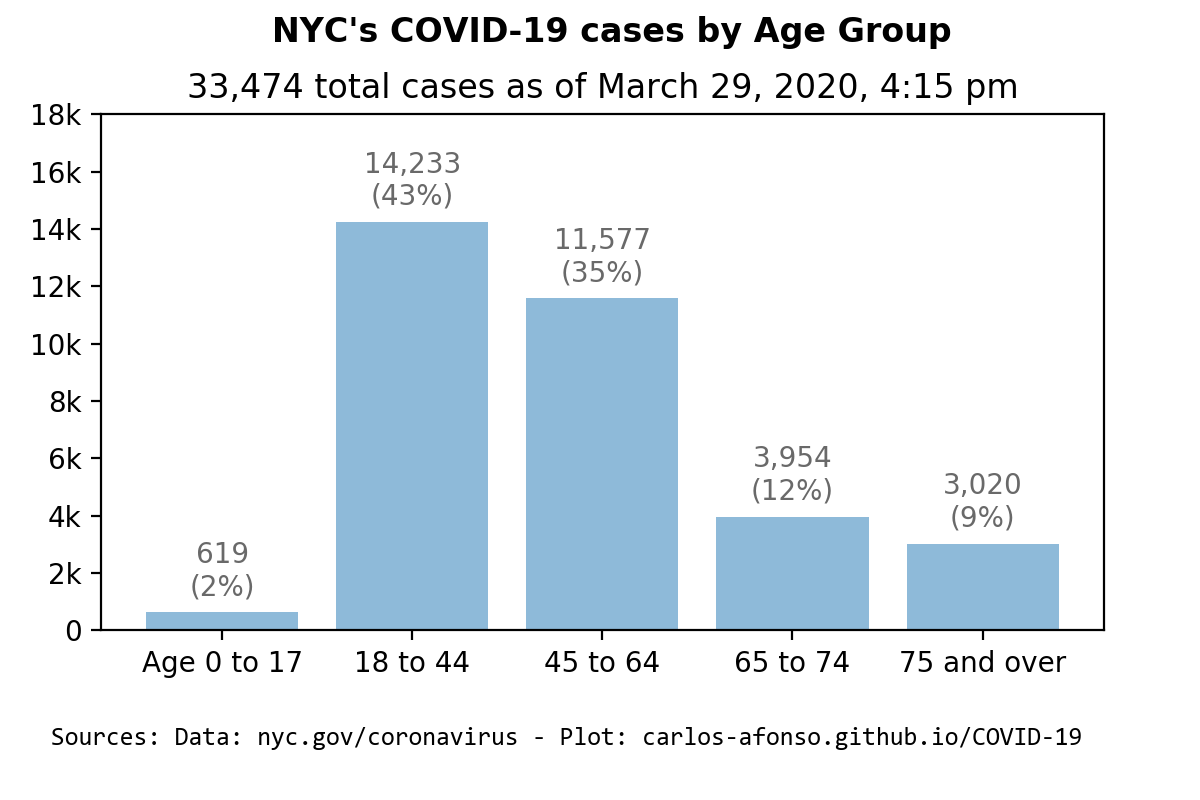 NYC's COVID-19 cases by Age Group
33,474 total cases as of March 29, 2020, 4:15 pm
18k
16k
14k
12k
10k
8k
6k
4k
2k
0
619
(2%)
14,233
(43%)
11,577
(35%)
3,954
(12%)
3,020
(9%)
Age 0 to 17
18 to 44
45 to 64
65 to 74
75 and over
Sources: Data: nyc.gov/coronavirus - Plot: carlos-afonso.github.io/COVID-19